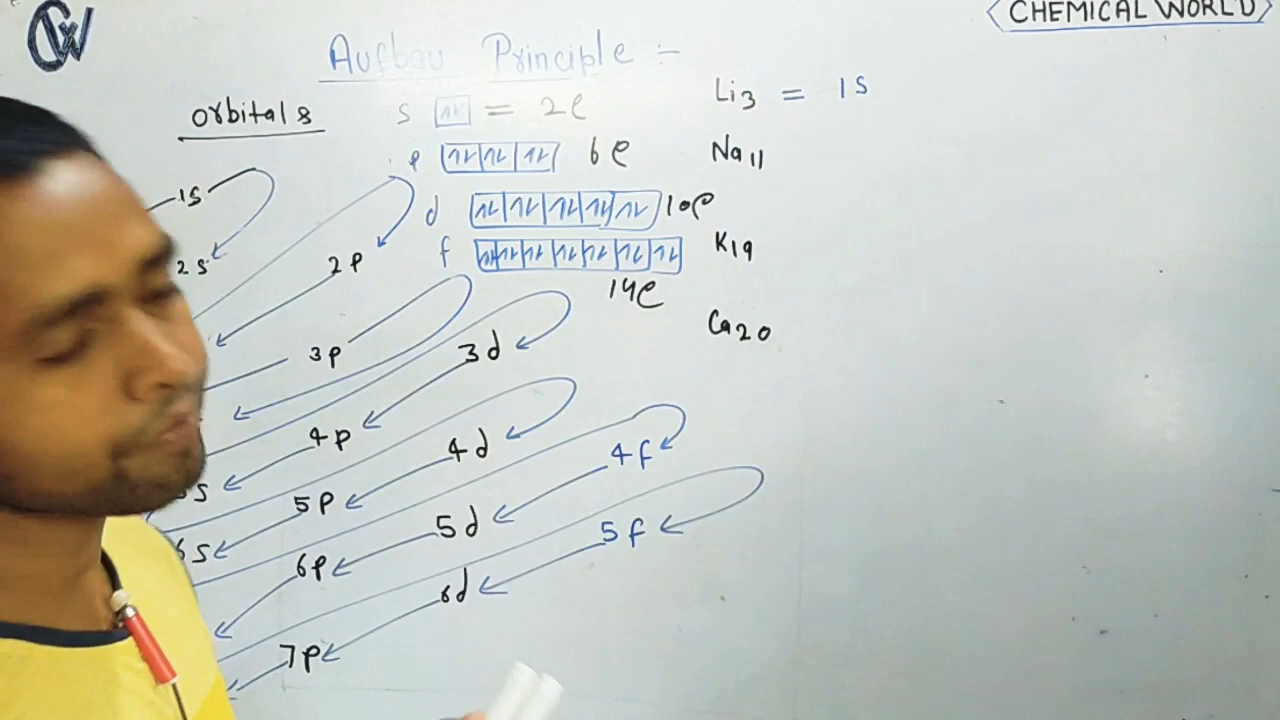 CW
CHEMICAL WORLD
Aufbau Principle :-
orbitals
s = 2e
p 6e
d 10e
f
14e
Li3 = 1s
Na11
K19
Ca20
1s
2s 2p
3p 3d
4p 4d 4f
s 5p 5d 5f
6s 6p 6d
7p